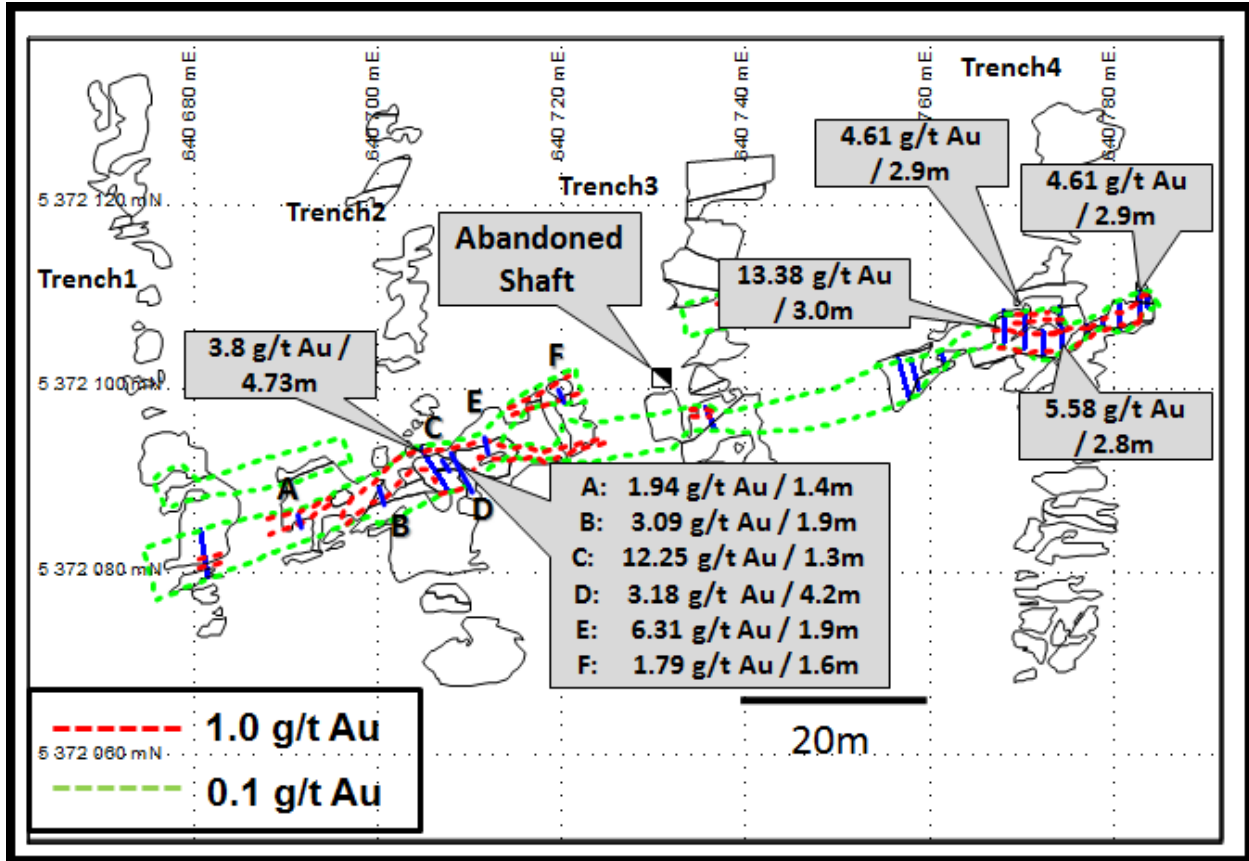 Trench4
640 680 mE
640 700 mE
640 720 mE
640 740 mE
760 mE
640 780 mE
4.61 g/t Au
/ 2.9m
4.61 g/t Au
/ 2.9m
Trench3
5 372 120 mN
Trench2
Abandoned
Shaft
Trench1
13.38 g/t Au
/ 3.0m
3.8 g/t Au /
4.73m
F
5 372 100 mN
E
C
5.58 g/t Au
/ 2.8m
A
B
D
A: 1.94 g/t Au / 1.4m
B: 3.09 g/t Au / 1.9m
C: 12.25 g/t Au / 1.3m
D: 3.18 g/t Au / 4.2m
E: 6.31 g/t Au / 1.9m
F: 1.79 g/t Au / 1.6m
5 372 080 mN
1.0 g/t Au
20m
5 372 060 mN
0.1 g/t Au